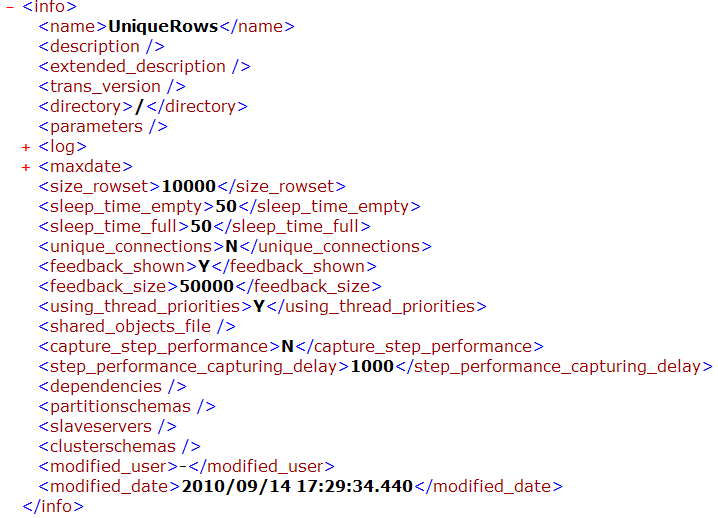 - <info>
<name>UniqueRows</name>
<description />
<extended_description />
<trans_version />
<directory>/</directory>
<parameters />
+ <log>
+ <maxdate>
<size_rowset>10000</size_rowset>
<sleep_time_empty>50</sleep_time_empty>
<sleep_time_full>50</sleep_time_full>
<unique_connections>N</unique_connections>
<feedback_shown>Y</feedback_shown>
<feedback_size>50000</feedback_size>
<using_thread_priorities>Y</using_thread_priorities>
<shared_objects_file />
<capture_step_performance>N</capture_step_performance>
<step_performance_capturing_delay>1000</step_performance_capturing_delay>
<dependencies />
<partitionschemas />
<slaveservers />
<clusterschemas />
<modified_user>-</modified_user>
<modified_date>2010/09/14 17:29:34.440</modified_date>
</info>